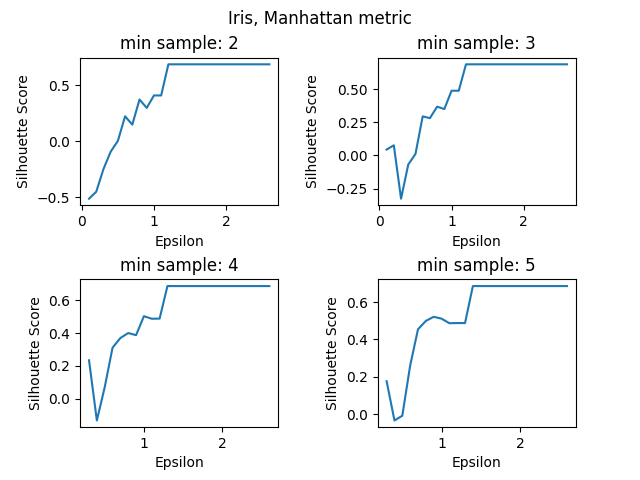 Iris, Manhattan metric
min sample: 2
min sample: 3
Silhouette Score
0.5
0.0
−0.5
0
1
2
Epsilon
Silhouette Score
0.50
0.25
0.00
−0.25
0
1
2
Epsilon
min sample: 4
min sample: 5
Silhouette Score
0.6
0.4
0.2
0.0
1
2
Epsilon
Silhouette Score
0.6
0.4
0.2
0.0
1
2
Epsilon